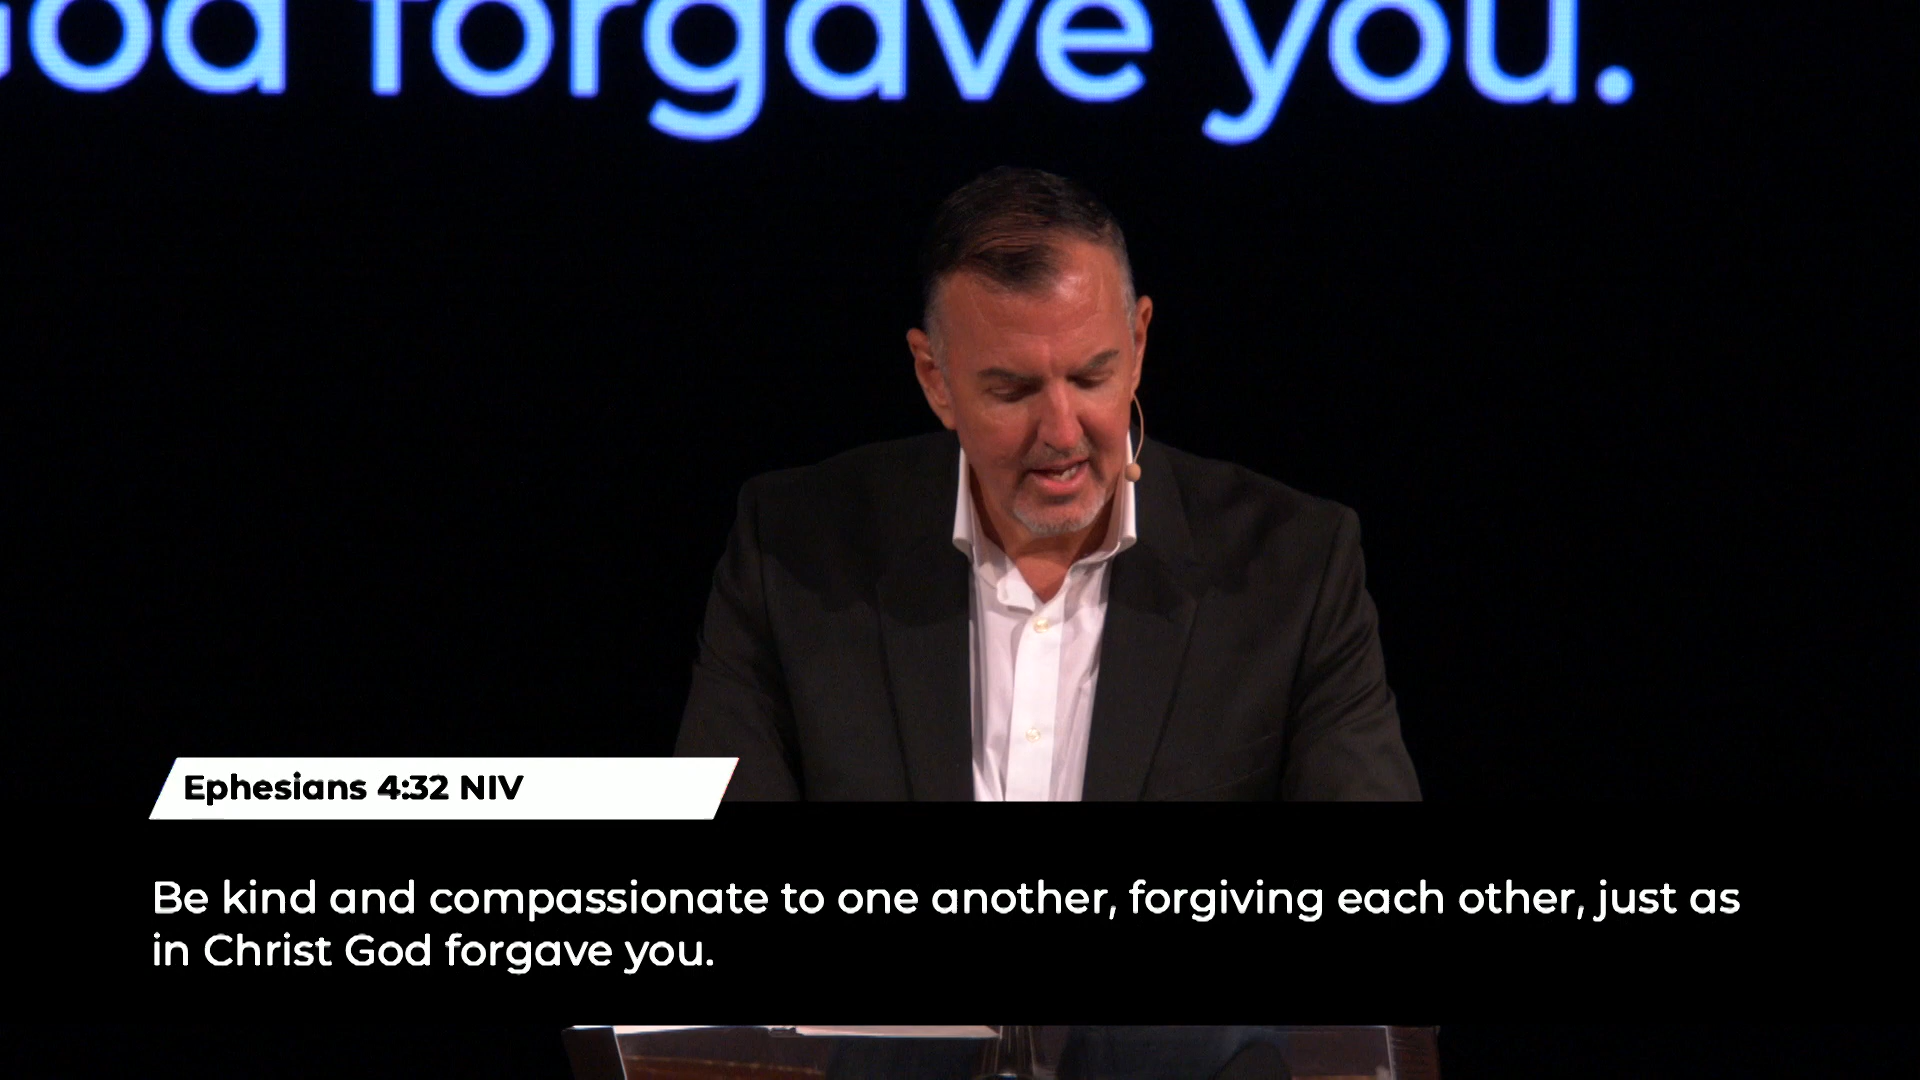 God forgave you.
Ephesians 4:32 NIV
Be kind and compassionate to one another, forgiving each other, just as
in Christ God forgave you.